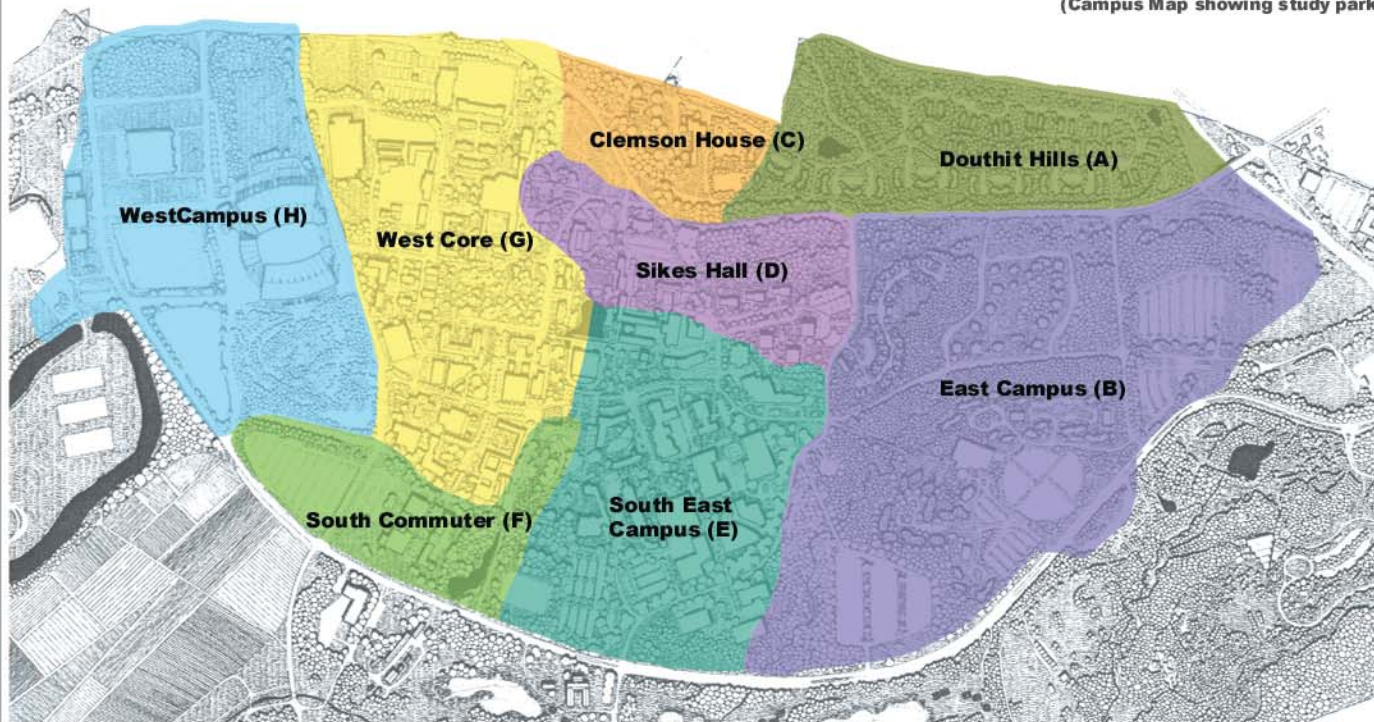 (Campus Map showing study park
Clemson House (C)
Douthit Hills (A)
WestCampus (H)
West Core (G)
Sikes Hall (D)
East Campus (B)
South Commuter (F)
South East
Campus (E)